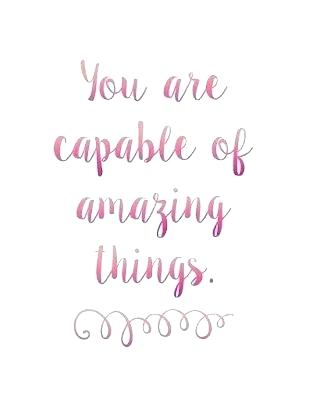 You are
capable of
amazing
things.